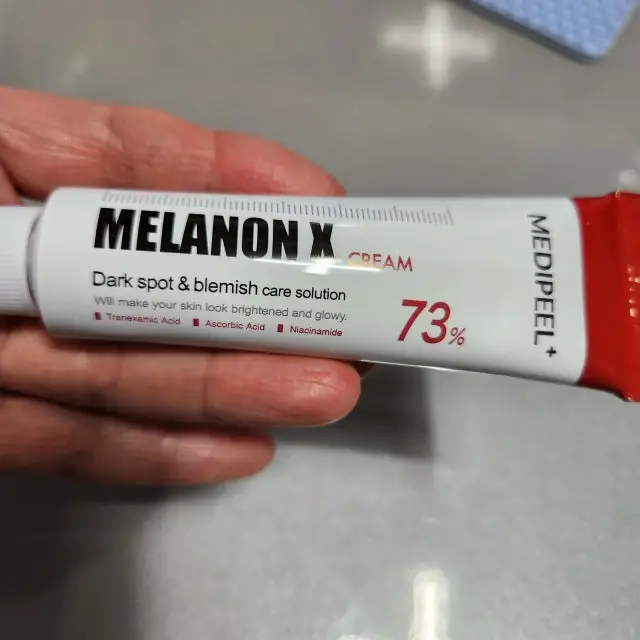 MELANON X CREAM
Dark spot & blemish care solution
Will make your skin look brightened and glowy.
Tranexamic Acid Ascorbic Acid Niacinamide
73%
MEDIPEEL+